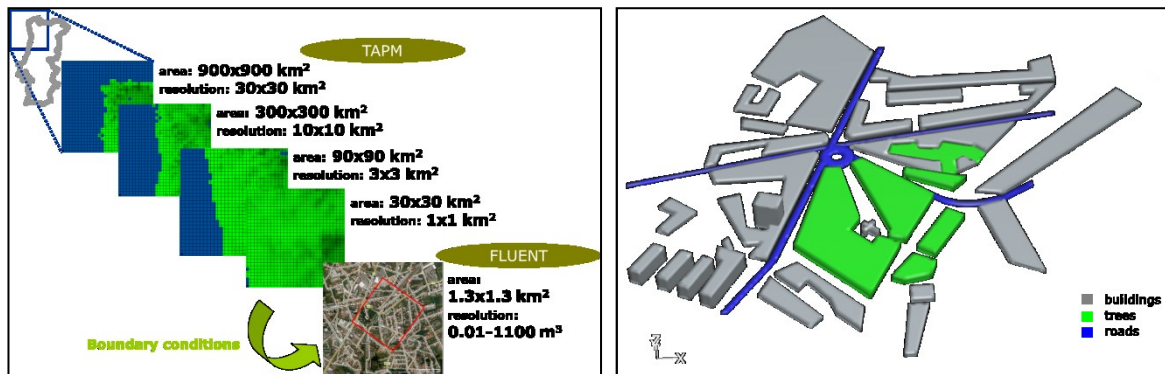 TAPM
area: 900x900 km²
resolution: 30x30 km²
area: 300x300 km²
resolution: 10x10 km²
area: 90x90 km²
resolution: 3x3 km²
area: 30x30 km²
resolution: 1x1 km²
FLUENT
area:
1.3x1.3 km²
resolution:
0.01-1100 m³
Boundary conditions
buildings
trees
roads
Z
X